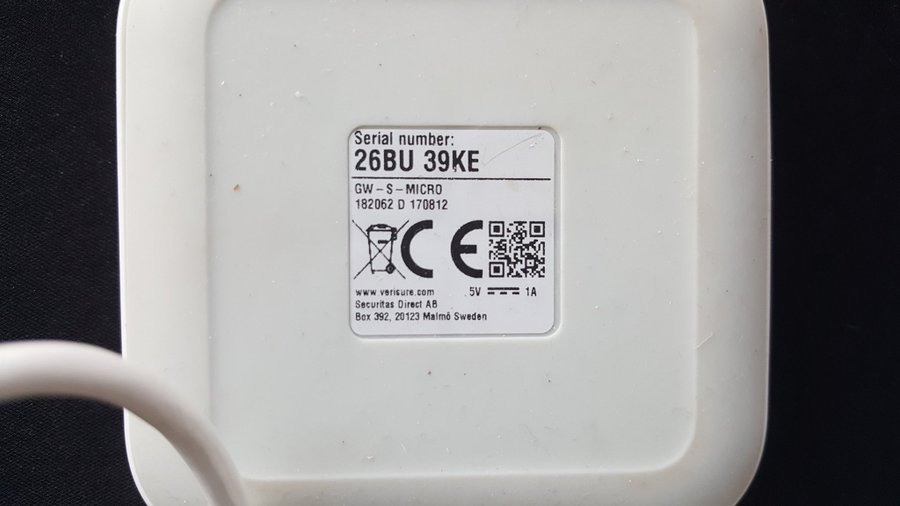 Serial number:
26BU 39KE
GW-S-MICRO
182062 D 170812
CE
www.verisure.com 5V 1A
Securitas Direct AB
Box 392, 20123 Malmö Sweden